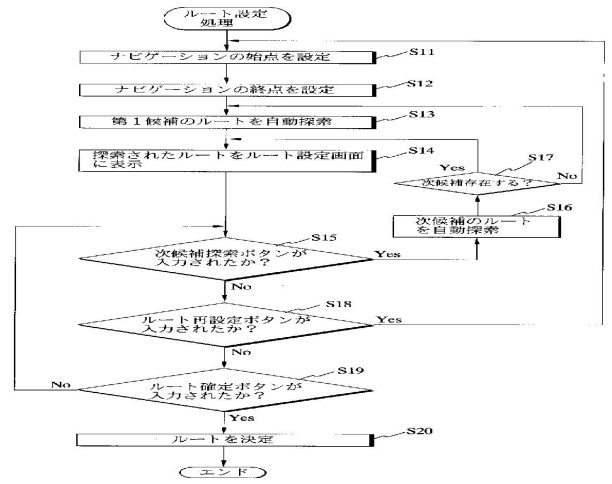 ルート設定
処理
ナビゲーションの始点を設定
S11
ナビゲーションの終点を設定
S12
第1候補のルートを自動探索
S13
探索されたルートをルート設定画面
に表示
S14
Yes
S17
次候補存在する?
No
S16
次候補のルート
を自動探索
S15
次候補探索ボタンが
入力されたか?
Yes
No
S18
ルート再設定ボタンが
入力されたか?
Yes
No
S19
ルート確定ボタンが
入力されたか?
No
Yes
ルートを決定
S20
エンド